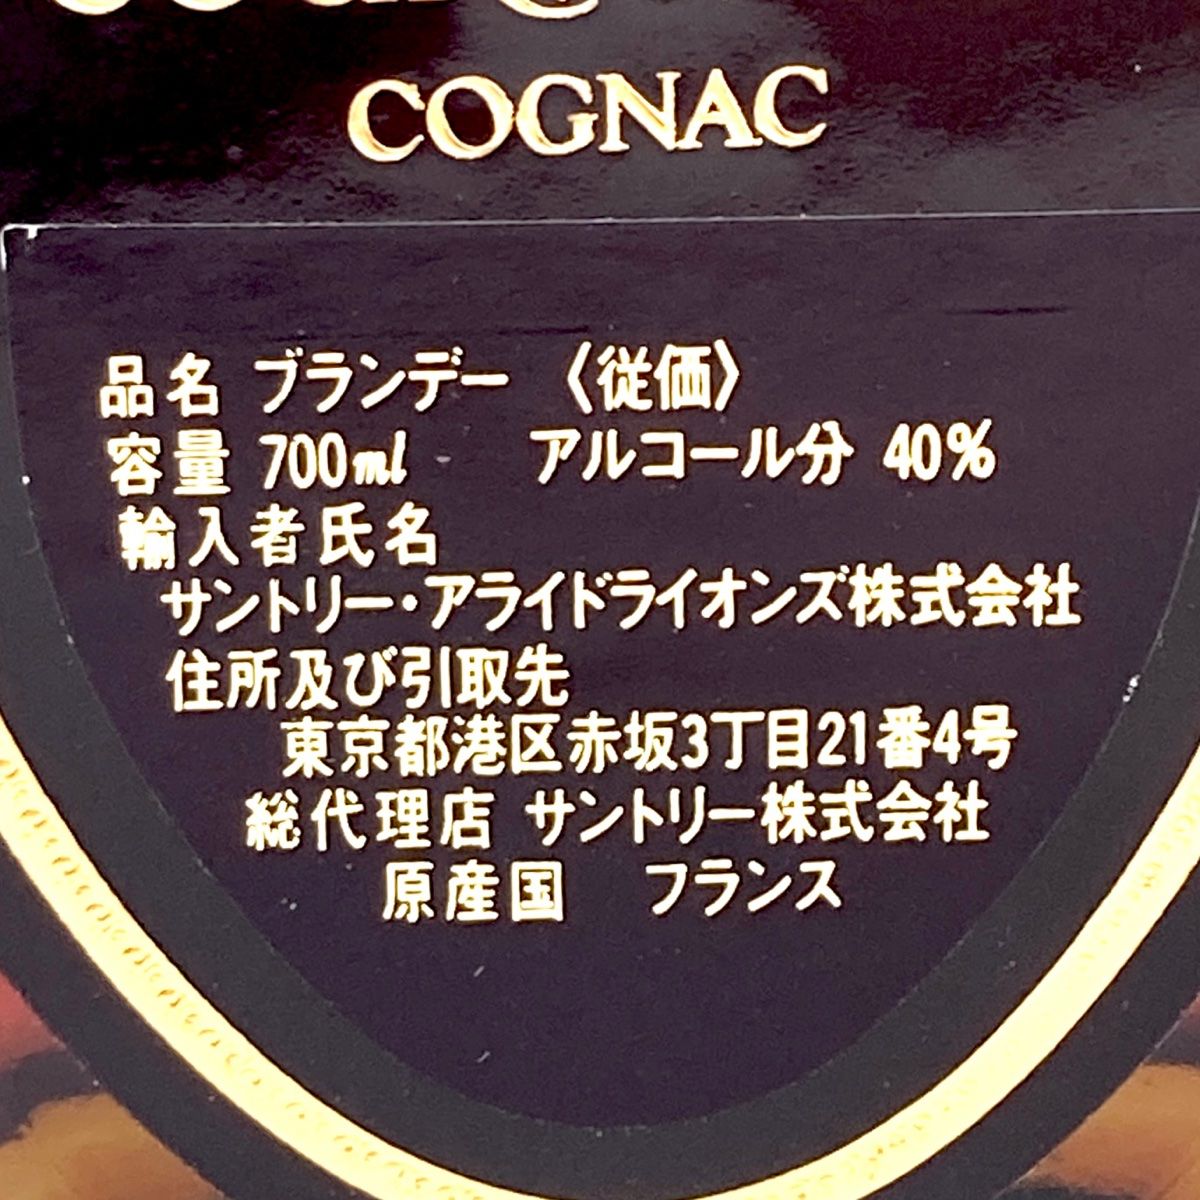 COGNAC
品名 ブランデー 〈従価〉
容量 700ml アルコール分 40%
輸入者氏名
サントリー・アライドライオンズ株式会社
住所及び引取先
東京都港区赤坂3丁目21番4号
総代理店 サントリー株式会社
原産国 フランス